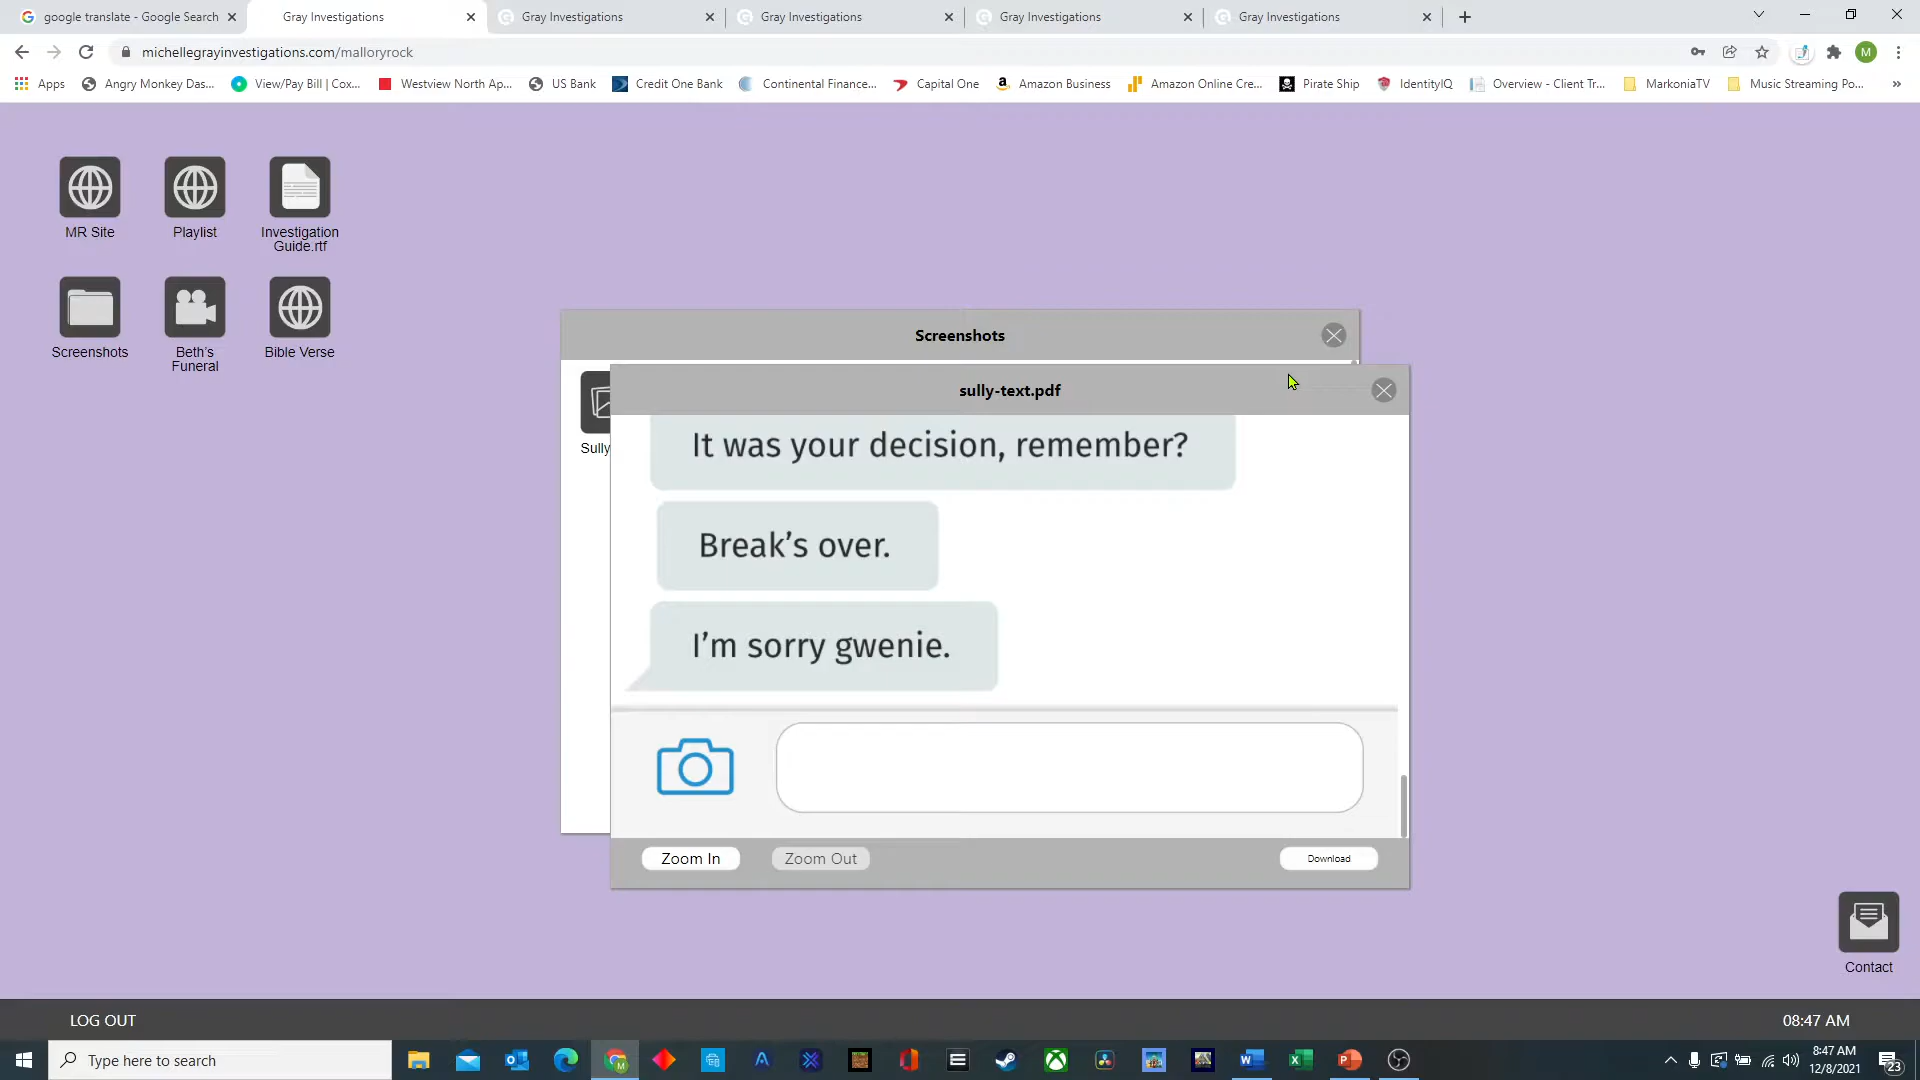 google translate - Google Search
Gray Investigations
Gray Investigations
Gray Investigations
Gray Investigations
Gray Investigations
michellegrayinvestigations.com/malloryrock
M
Apps
Angry Monkey Das...
View/Pay Bill | Cox...
Westview North Ap...
US Bank
Credit One Bank
Continental Finance...
Capital One
Amazon Business
Amazon Online Cre...
Pirate Ship
IdentityIQ
Overview - Client Tr...
MarkoniaTV
Music Streaming Po...
»
MR Site
Playlist
Investigation
Guide.rtf
Screenshots
Beth's
Funeral
Bible Verse
Screenshots
Sully
sully-text.pdf
It was your decision, remember?
Break's over.
I'm sorry gwenie.
Zoom In
Zoom Out
Download
Contact
LOG OUT
08:47 AM
Type here to search
8:47 AM
12/8/2021
23